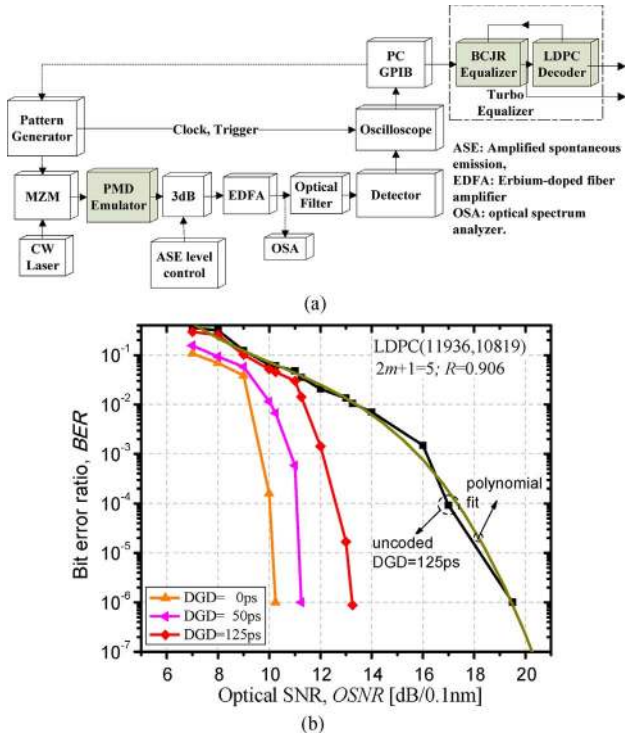 PC
GPIB
BCJR
Equalizer
LDPC
Decoder
Turbo
Equalizer
Pattern
Generator
Clock, Trigger
Oscilloscope
ASE: Amplified spontaneous
emission,
EDFA: Erbium-doped fiber
amplifier
OSA: optical spectrum
analyzer.
MZM
PMD
Emulator
3dB
EDFA
Optical
Filter
Detector
CW
Laser
ASE level
control
OSA
(a)
Bit error ratio, BER
10^-1
10^-2
10^-3
10^-4
10^-5
10^-6
10^-7
LDPC(11936,10819)
2m+1=5; R=0.906
polynomial
fit
uncoded
DGD=125ps
DGD= 0ps
DGD= 50ps
DGD=125ps
6 8 10 12 14 16 18 20
Optical SNR, OSNR [dB/0.1nm]
(b)